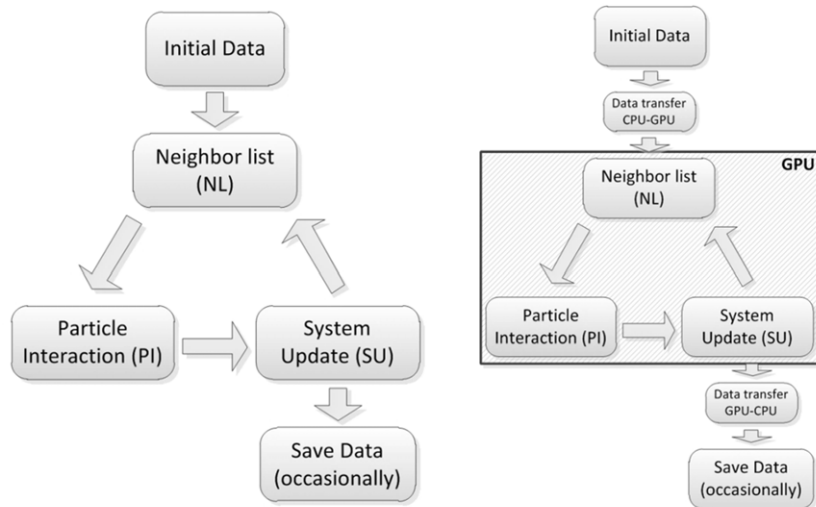 Initial Data
Neighbor list
(NL)
Particle
Interaction (PI)
System
Update (SU)
Save Data
(occasionally)
Initial Data
Data transfer
CPU-GPU
GPU
Neighbor list
(NL)
Particle
Interaction (PI)
System
Update (SU)
Data transfer
GPU-CPU
Save Data
(occasionally)